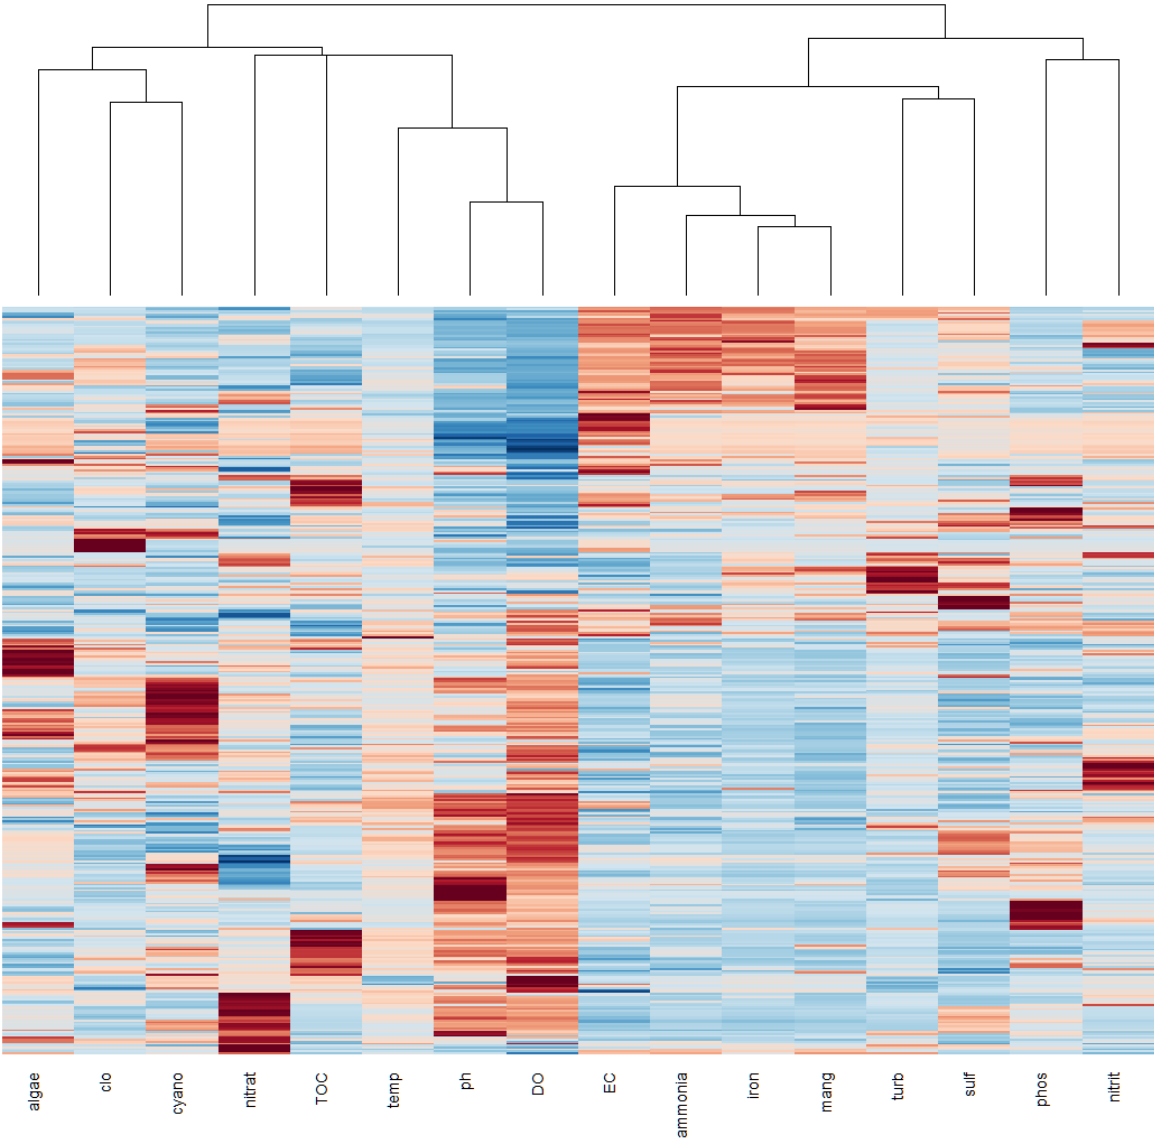 algae
clo
cyano
nitrat
TOC
temp
ph
DO
EC
ammonia
iron
mang
turb
sulf
phos
nitrit